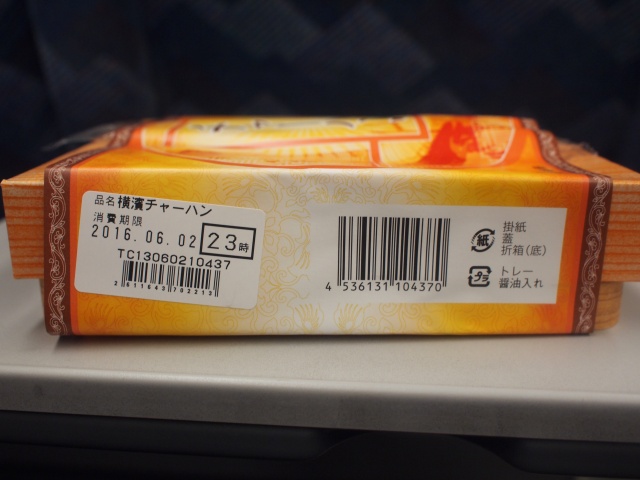 品名 横濱チャーハン
消費期限
2016.06.02 23時
TC13060210437
2611643702213
4 536131 104370
紙
掛紙
蓋
折箱(底)
プラ
トレー
醤油入れ